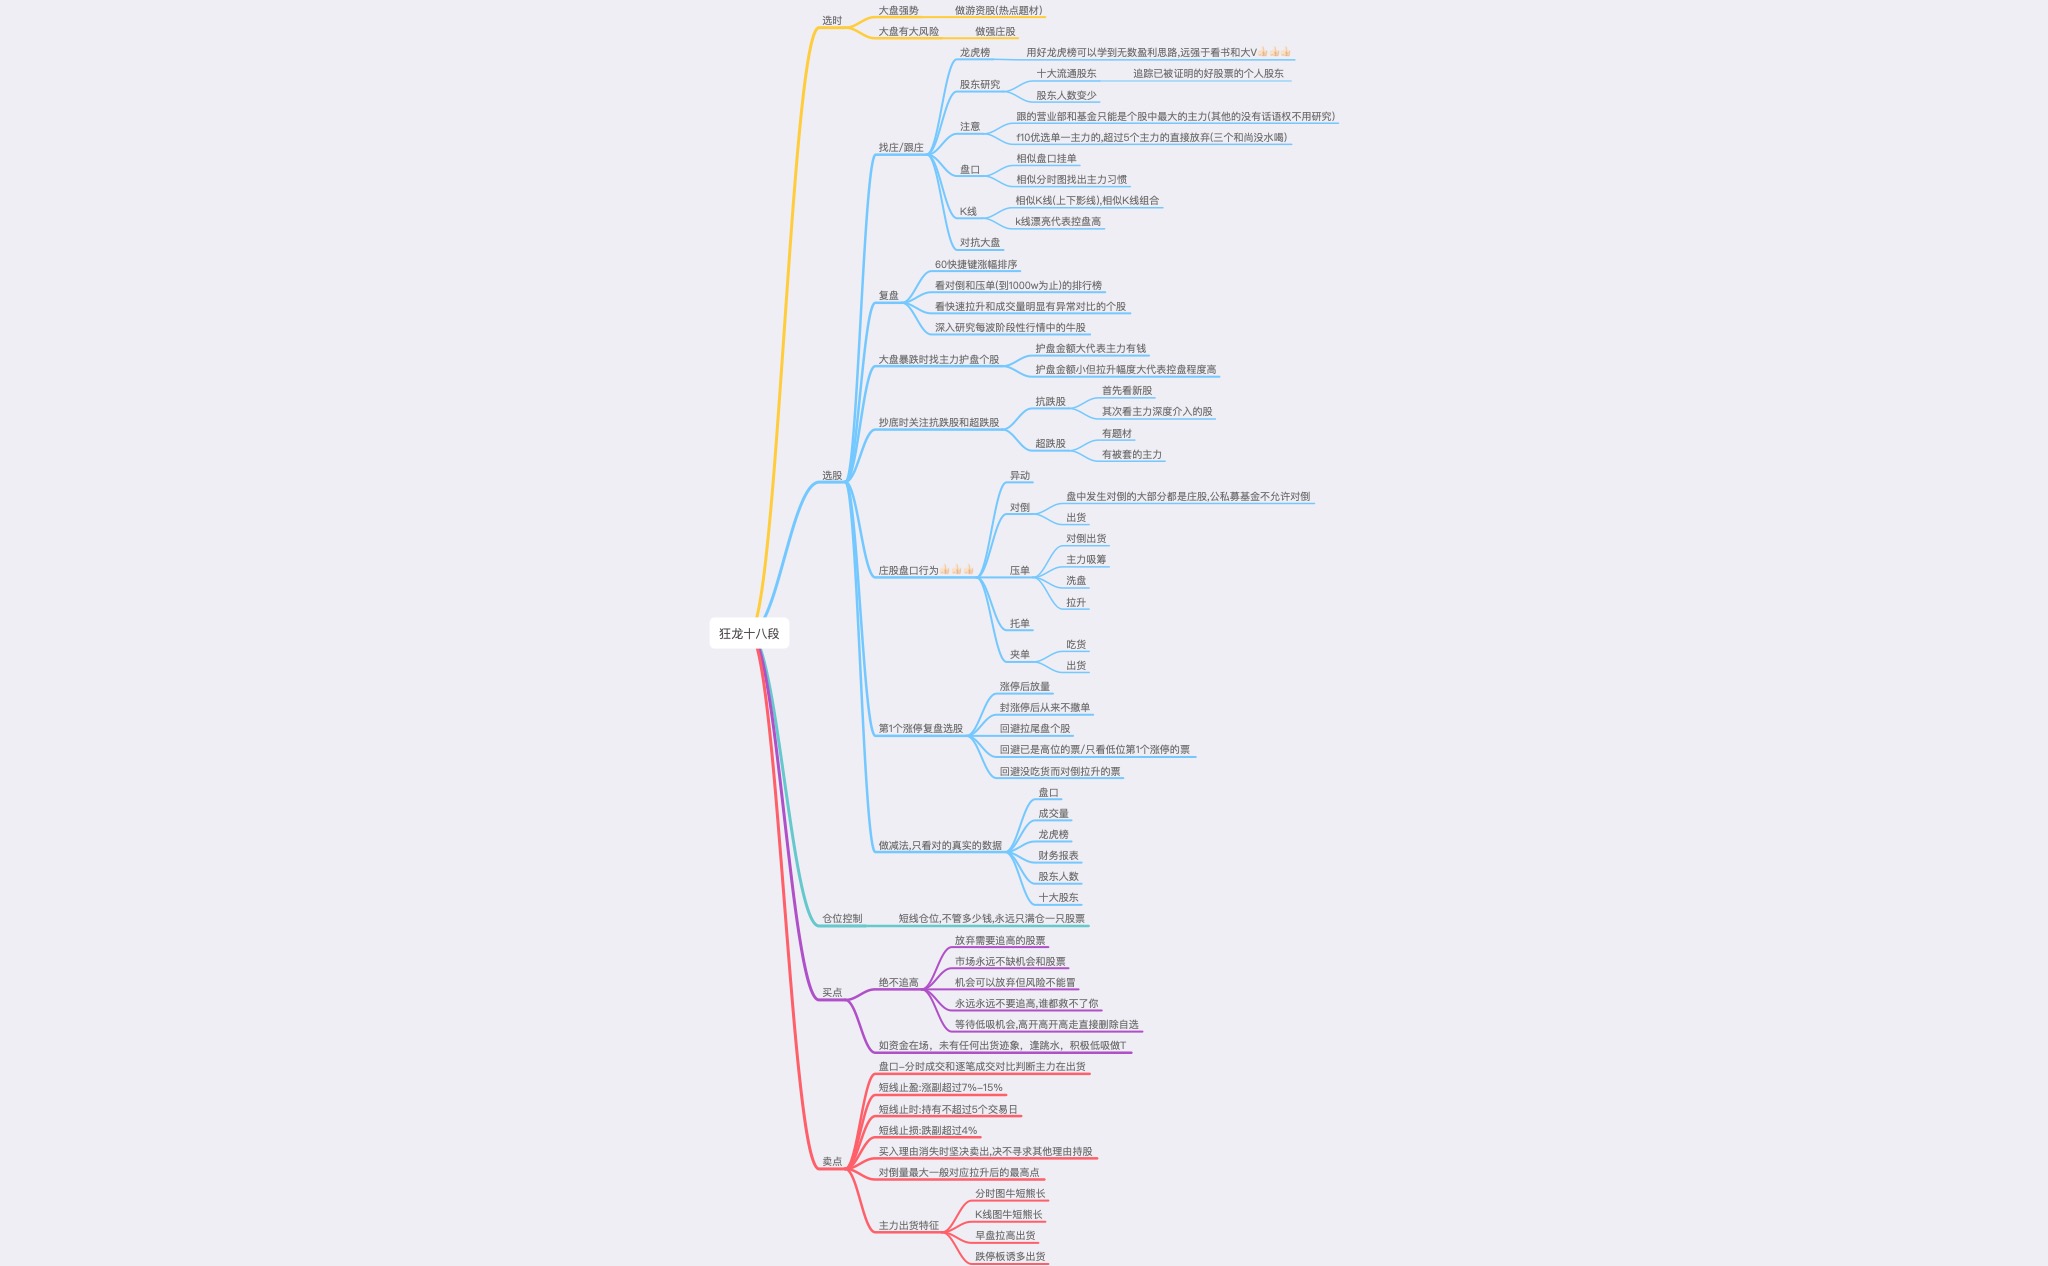 狂龙十八段
选时
大盘强势
做游资股(热点题材)
大盘有大风险
做强庄股
选股
找庄/跟庄
龙虎榜
用好龙虎榜可以学到无数盈利思路,远强于看书和大V👍🏻👍🏻👍🏻
股东研究
十大流通股东
追踪已被证明的好股票的个人股东
股东人数变少
注意
跟的营业部和基金只能是个股中最大的主力(其他的没有话语权不用研究)
f10优选单一主力的,超过5个主力的直接放弃(三个和尚没水喝)
盘口
相似盘口挂单
相似分时图找出主力习惯
K线
相似K线(上下影线),相似K线组合
k线漂亮代表控盘高
对抗大盘
复盘
60快捷键涨幅排序
看对倒和压单(到1000w为止)的排行榜
看快速拉升和成交量明显有异常对比的个股
深入研究每波阶段性行情中的牛股
大盘暴跌时找主力护盘个股
护盘金额大代表主力有钱
护盘金额小但拉升幅度大代表控盘程度高
抄底时关注抗跌股和超跌股
抗跌股
首先看新股
其次看主力深度介入的股
超跌股
有题材
有被套的主力
庄股盘口行为👍🏻👍🏻👍🏻
异动
对倒
盘中发生对倒的大部分都是庄股,公私募基金不允许对倒
出货
压单
对倒出货
主力吸筹
洗盘
拉升
托单
夹单
吃货
出货
第1个涨停复盘选股
涨停后放量
封涨停后从来不撤单
回避拉尾盘个股
回避已是高位的票/只看低位第1个涨停的票
回避没吃货而对倒拉升的票
做减法,只看对的真实的数据
盘口
成交量
龙虎榜
财务报表
股东人数
十大股东
仓位控制
短线仓位,不管多少钱,永远只满仓一只股票
买点
绝不追高
放弃需要追高的股票
市场永远不缺机会和股票
机会可以放弃但风险不能冒
永远永远不要追高,谁都救不了你
等待低吸机会,高开高开高走直接删除自选
如资金在场，未有任何出货迹象，逢跳水，积极低吸做T
卖点
盘口-分时成交和逐笔成交对比判断主力在出货
短线止盈:涨副超过7%-15%
短线止时:持有不超过5个交易日
短线止损:跌副超过4%
买入理由消失时坚决卖出,决不寻求其他理由持股
对倒量最大一般对应拉升后的最高点
主力出货特征
分时图牛短熊长
K线图牛短熊长
早盘拉高出货
跌停板诱多出货